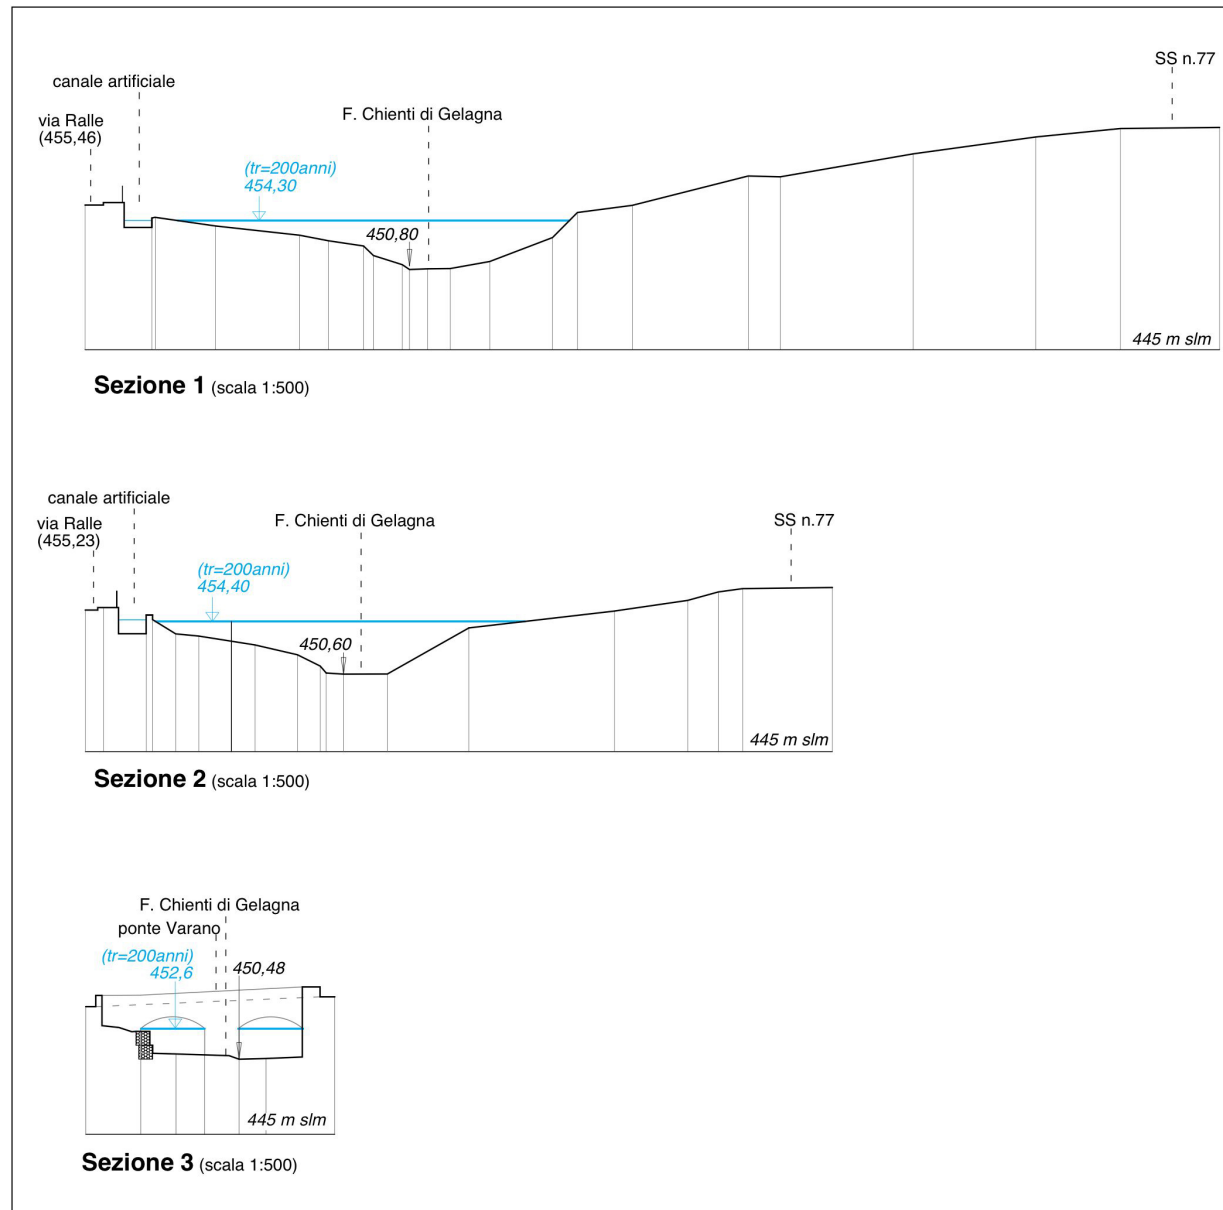 SS n.77
canale artificiale
F. Chienti di Gelagna
via Ralle
(455,46)
(tr=200anni)
454,30
450,80
445 m slm
Sezione 1 (scala 1:500)
canale artificiale
via Ralle
(455,23)
F. Chienti di Gelagna
SS n.77
(tr=200anni)
454,40
450,60
445 m slm
Sezione 2 (scala 1:500)
F. Chienti di Gelagna
ponte Varano
(tr=200anni)
452,6
450,48
445 m slm
Sezione 3 (scala 1:500)